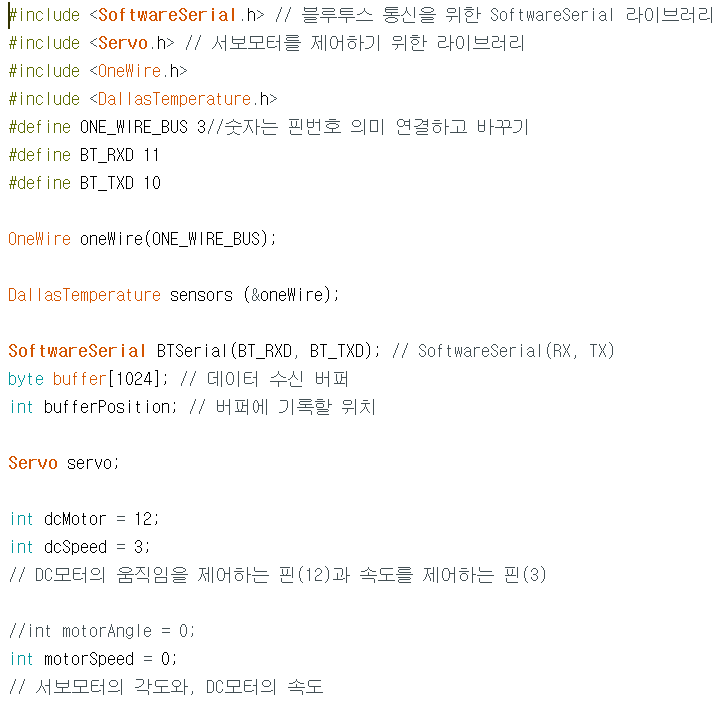 #include <SoftwareSerial.h> // 블루투스 통신을 위한 SoftwareSerial 라이브러리
#include <Servo.h> // 서보모터를 제어하기 위한 라이브러리
#include <OneWire.h>
#include <DallasTemperature.h>
#define ONE_WIRE_BUS 3//숫자는 핀번호 의미 연결하고 바꾸기
#define BT_RXD 11
#define BT_TXD 10
OneWire oneWire(ONE_WIRE_BUS);
DallasTemperature sensors (&oneWire);
SoftwareSerial BTSerial(BT_RXD, BT_TXD); // SoftwareSerial(RX, TX)
byte buffer[1024]; // 데이터 수신 버퍼
int bufferPosition; // 버퍼에 기록할 위치
Servo servo;
int dcMotor = 12;
int dcSpeed = 3;
// DC모터의 움직임을 제어하는 핀(12)과 속도를 제어하는 핀(3)
//int motorAngle = 0;
int motorSpeed = 0;
// 서보모터의 각도와, DC모터의 속도